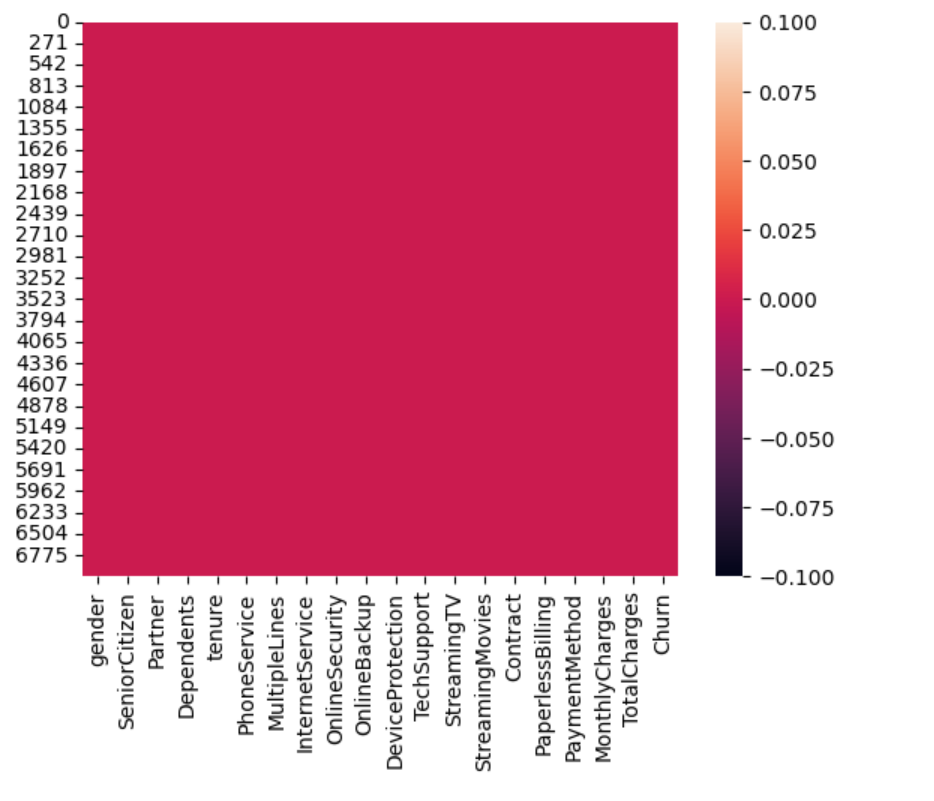 0
271
542
813
1084
1355
1626
1897
2168
2439
2710
2981
3252
3523
3794
4065
4336
4607
4878
5149
5420
5691
5962
6233
6504
6775
gender
SeniorCitizen
Partner
Dependents
tenure
PhoneService
MultipleLines
InternetService
OnlineSecurity
OnlineBackup
DeviceProtection
TechSupport
StreamingTV
StreamingMovies
Contract
PaperlessBilling
PaymentMethod
MonthlyCharges
TotalCharges
Churn
0.100
0.075
0.050
0.025
0.000
−0.025
−0.050
−0.075
−0.100